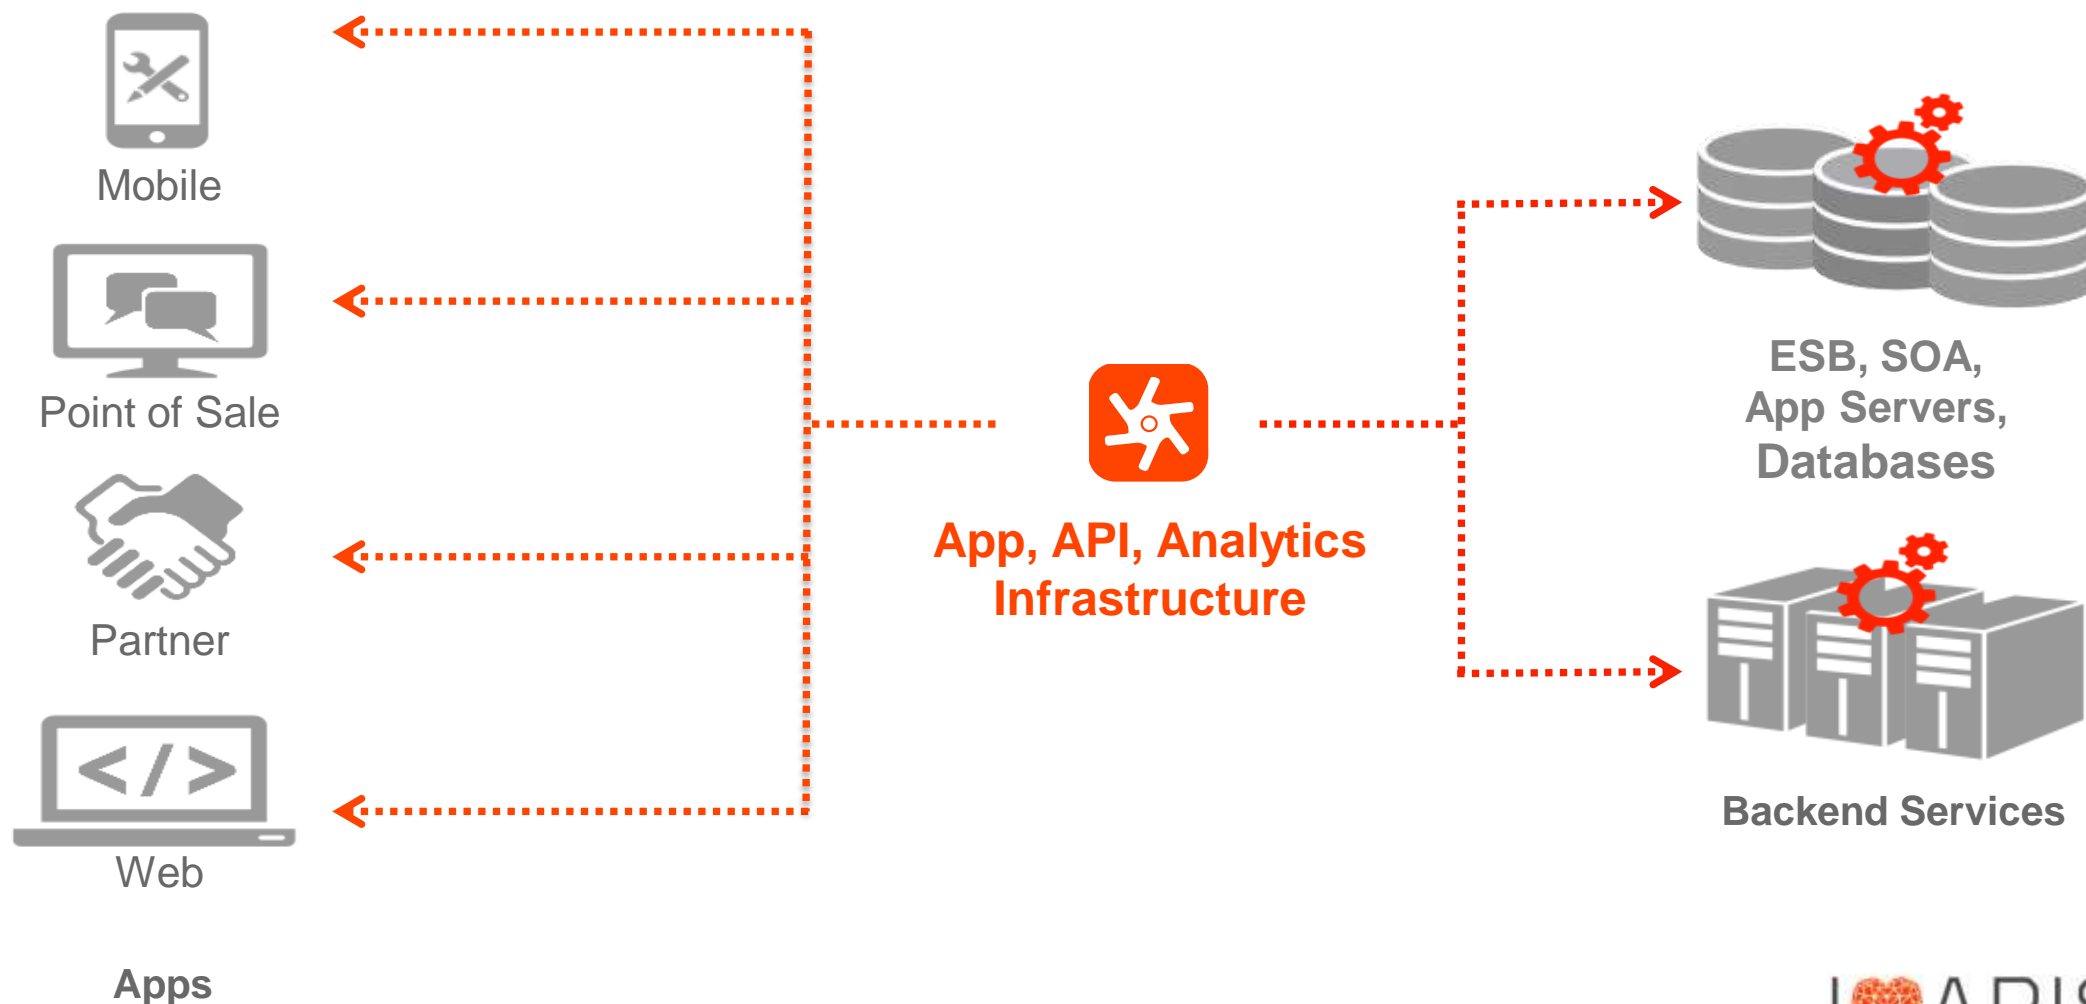 Mobile
Point of Sale
Partner
</>
Web
Apps
App, API, Analytics
Infrastructure
ESB, SOA,
App Servers,
Databases
Backend Services